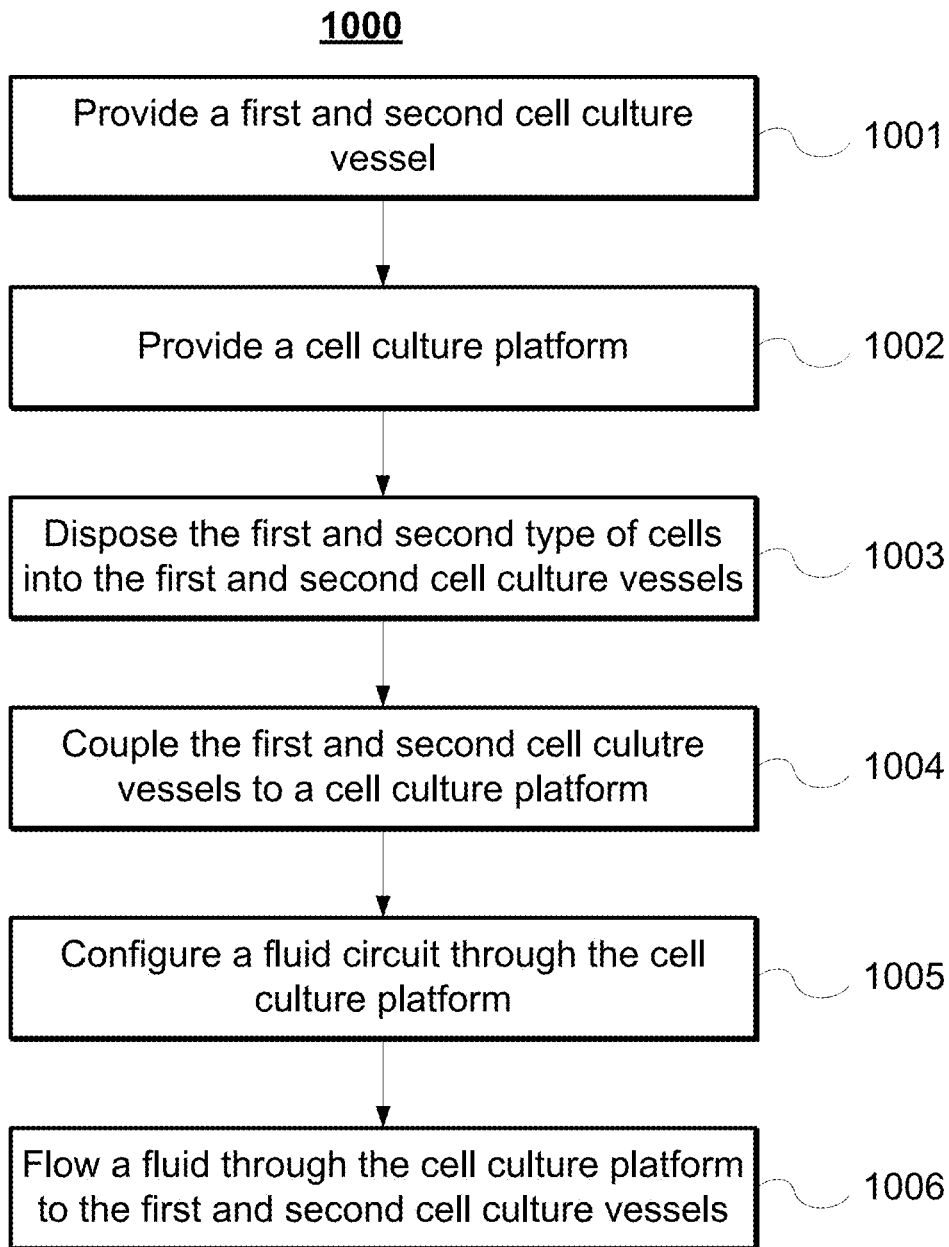 1000
Provide a first and second cell culture
vessel
1001
Provide a cell culture platform
1002
Dispose the first and second type of cells
into the first and second cell culture vessels
1003
Couple the first and second cell culutre
vessels to a cell culture platform
1004
Configure a fluid circuit through the cell
culture platform
1005
Flow a fluid through the cell culture platform
to the first and second cell culture vessels
1006